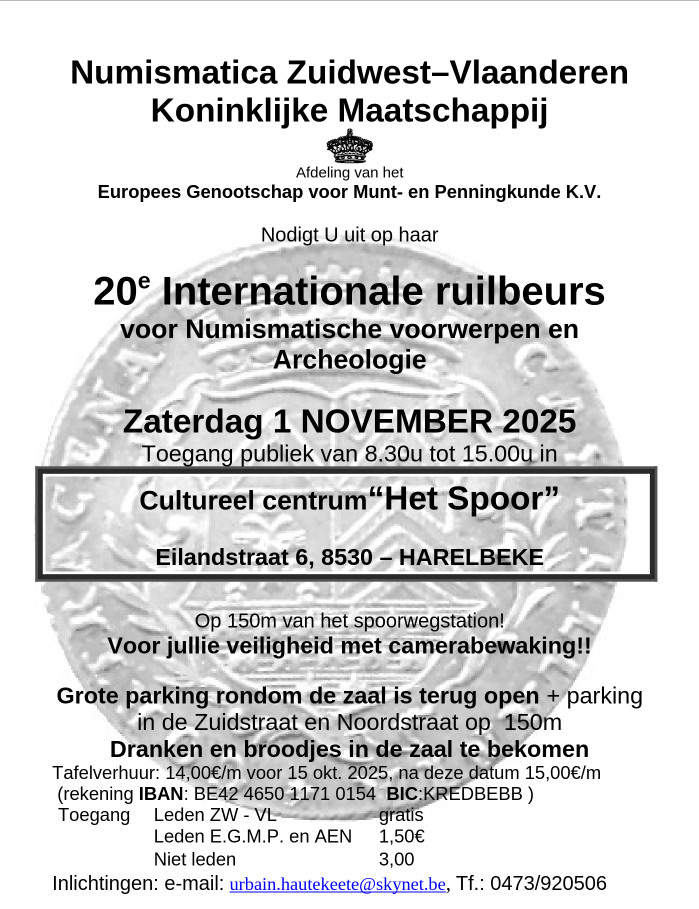 Numismatica Zuidwest–Vlaanderen
Koninklijke Maatschappij
Afdeling van het
Europees Genootschap voor Munt- en Penningkunde K.V.
Nodigt U uit op haar
20e Internationale ruilbeurs
voor Numismatische voorwerpen en
Archeologie
Zaterdag 1 NOVEMBER 2025
Toegang publiek van 8.30u tot 15.00u in
Cultureel centrum“Het Spoor”
Eilandstraat 6, 8530 – HARELBEKE
Op 150m van het spoorwegstation!
Voor jullie veiligheid met camerabewaking!!
Grote parking rondom de zaal is terug open + parking
in de Zuidstraat en Noordstraat op 150m
Dranken en broodjes in de zaal te bekomen
Tafelverhuur: 14,00€/m voor 15 okt. 2025, na deze datum 15,00€/m
(rekening IBAN: BE42 4650 1171 0154 BIC:KREDBEBB )
Toegang Leden ZW - VL gratis
Leden E.G.M.P. en AEN 1,50€
Niet leden 3,00
Inlichtingen: e-mail: urbain.hautekeete@skynet.be, Tf.: 0473/920506